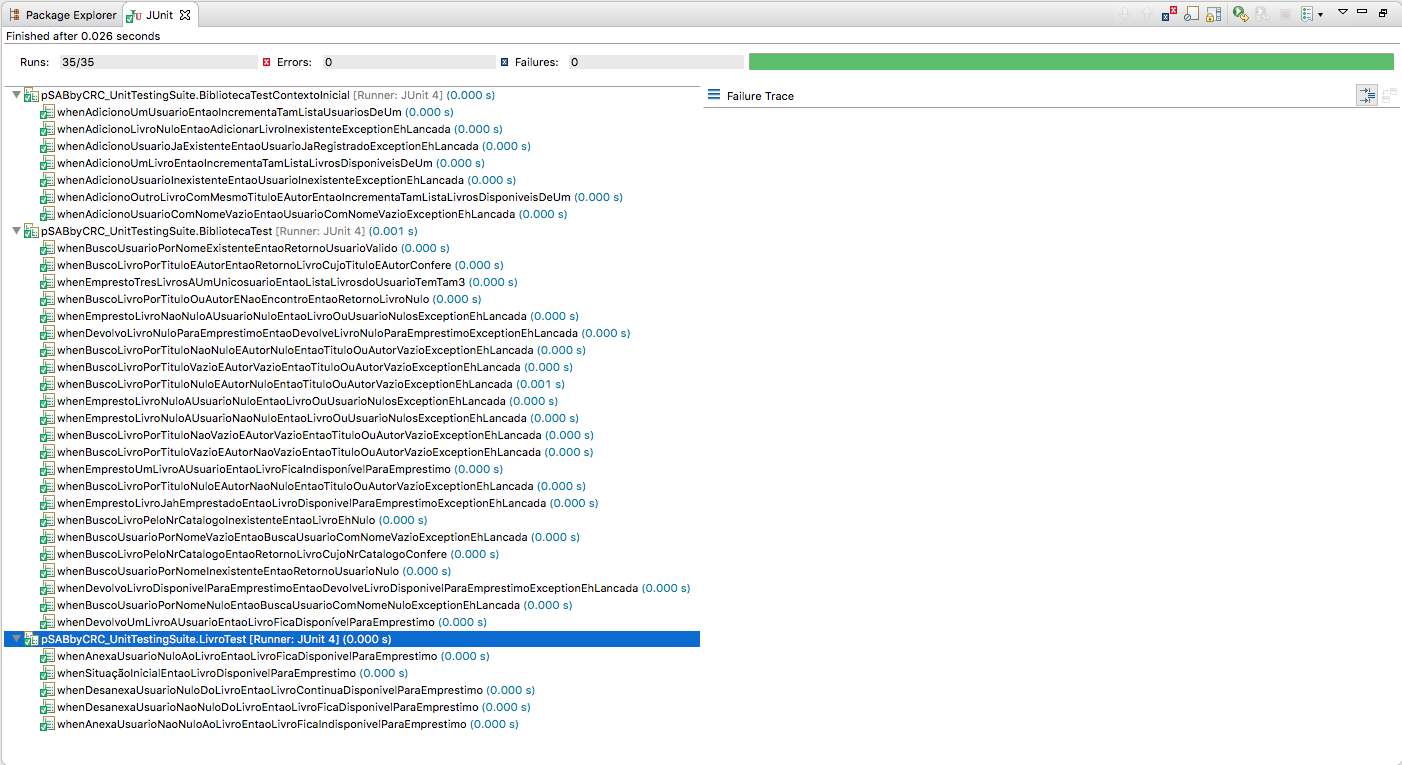 Package Explorer JUnit
Finished after 0.026 seconds
Runs: 35/35 Errors: 0 Failures: 0
Failure Trace
pSABbyCRC_UnitTestingSuite.BibliotecaTestContextoInicial [Runner: JUnit 4] (0.000 s)
whenAdicionoUmUsuarioEntaoIncrementaTamListaUsuariosDeUm (0.000 s)
whenAdicionoLivroNuloEntaoAdicionarLivroInexistenteExceptionEhLancada (0.000 s)
whenAdicionoUsuarioJaExistenteEntaoUsuarioJaRegistradoExceptionEhLancada (0.000 s)
whenAdicionoUmLivroEntaoIncrementaTamListaLivrosDisponiveisDeUm (0.000 s)
whenAdicionoUsuarioInexistenteEntaoUsuarioInexistenteExceptionEhLancada (0.000 s)
whenAdicionoOutroLivroComMesmoTituloEAutorEntaoIncrementaTamListaLivrosDisponiveisDeUm (0.000 s)
whenAdicionoUsuarioComNomeVazioEntaoUsuarioComNomeVazioExceptionEhLancada (0.000 s)
pSABbyCRC_UnitTestingSuite.BibliotecaTest [Runner: JUnit 4] (0.001 s)
whenBuscoUsuarioPorNomeExistenteEntaoRetornoUsuarioValido (0.000 s)
whenBuscoLivroPorTituloEAutorEntaoRetornoLivroCujoTituloEAutorConfere (0.000 s)
whenEmprestoTresLivrosAUmUnicosuarioEntaoListaLivrosdoUsuarioTemTam3 (0.000 s)
whenBuscoLivroPorTituloOuAutorENaoEncontroEntaoRetornoLivroNulo (0.000 s)
whenEmprestoLivroNaoNuloAUsuarioNuloEntaoLivroOuUsuarioNulosExceptionEhLancada (0.000 s)
whenDevolvoLivroNuloParaEmprestimoEntaoDevolveLivroNuloParaEmprestimoExceptionEhLancada (0.000 s)
whenBuscoLivroPorTituloNaoNuloEAutorNuloEntaoTituloOuAutorVazioExceptionEhLancada (0.000 s)
whenBuscoLivroPorTituloVazioEAutorVazioEntaoTituloOuAutorVazioExceptionEhLancada (0.000 s)
whenBuscoLivroPorTituloNuloEAutorNuloEntaoTituloOuAutorVazioExceptionEhLancada (0.001 s)
whenEmprestoLivroNuloAUsuarioNuloEntaoLivroOuUsuarioNulosExceptionEhLancada (0.000 s)
whenEmprestoLivroNuloAUsuarioNaoNuloEntaoLivroOuUsuarioNulosExceptionEhLancada (0.000 s)
whenBuscoLivroPorTituloNaoVazioEAutorVazioEntaoTituloOuAutorVazioExceptionEhLancada (0.000 s)
whenBuscoLivroPorTituloVazioEAutorNaoVazioEntaoTituloOuAutorVazioExceptionEhLancada (0.000 s)
whenEmprestoUmLivroAUsuarioEntaoLivroFicaIndisponívelParaEmprestimo (0.000 s)
whenBuscoLivroPorTituloNuloEAutorNaoNuloEntaoTituloOuAutorVazioExceptionEhLancada (0.000 s)
whenEmprestoLivroJahEmprestadoEntaoLivroDisponivelParaEmprestimoExceptionEhLancada (0.000 s)
whenBuscoLivroPeloNrCatalogoInexistenteEntaoLivroEhNulo (0.000 s)
whenBuscoUsuarioPorNomeVazioEntaoBuscaUsuarioComNomeVazioExceptionEhLancada (0.000 s)
whenBuscoLivroPeloNrCatalogoEntaoRetornoLivroCujoNrCatalogoConfere (0.000 s)
whenBuscoUsuarioPorNomeInexistenteEntaoRetornoUsuarioNulo (0.000 s)
whenDevolvoLivroDisponivelParaEmprestimoEntaoDevolveLivroDisponivelParaEmprestimoExceptionEhLancada (0.000 s)
whenBuscoUsuarioPorNomeNuloEntaoBuscaUsuarioComNomeNuloExceptionEhLancada (0.000 s)
whenDevolvoUmLivroAUsuarioEntaoLivroFicaDisponívelParaEmprestimo (0.000 s)
pSABbyCRC_UnitTestingSuite.LivroTest [Runner: JUnit 4] (0.000 s)
whenAnexaUsuarioNuloAoLivroEntaoLivroFicaDisponivelParaEmprestimo (0.000 s)
whenSituaçãoInicialEntaoLivroDisponivelParaEmprestimo (0.000 s)
whenDesanexaUsuarioNuloDoLivroEntaoLivroContinuaDisponivelParaEmprestimo (0.000 s)
whenDesanexaUsuarioNaoNuloDoLivroEntaoLivroFicaDisponivelParaEmprestimo (0.000 s)
whenAnexaUsuarioNaoNuloAoLivroEntaoLivroFicaIndisponivelParaEmprestimo (0.000 s)